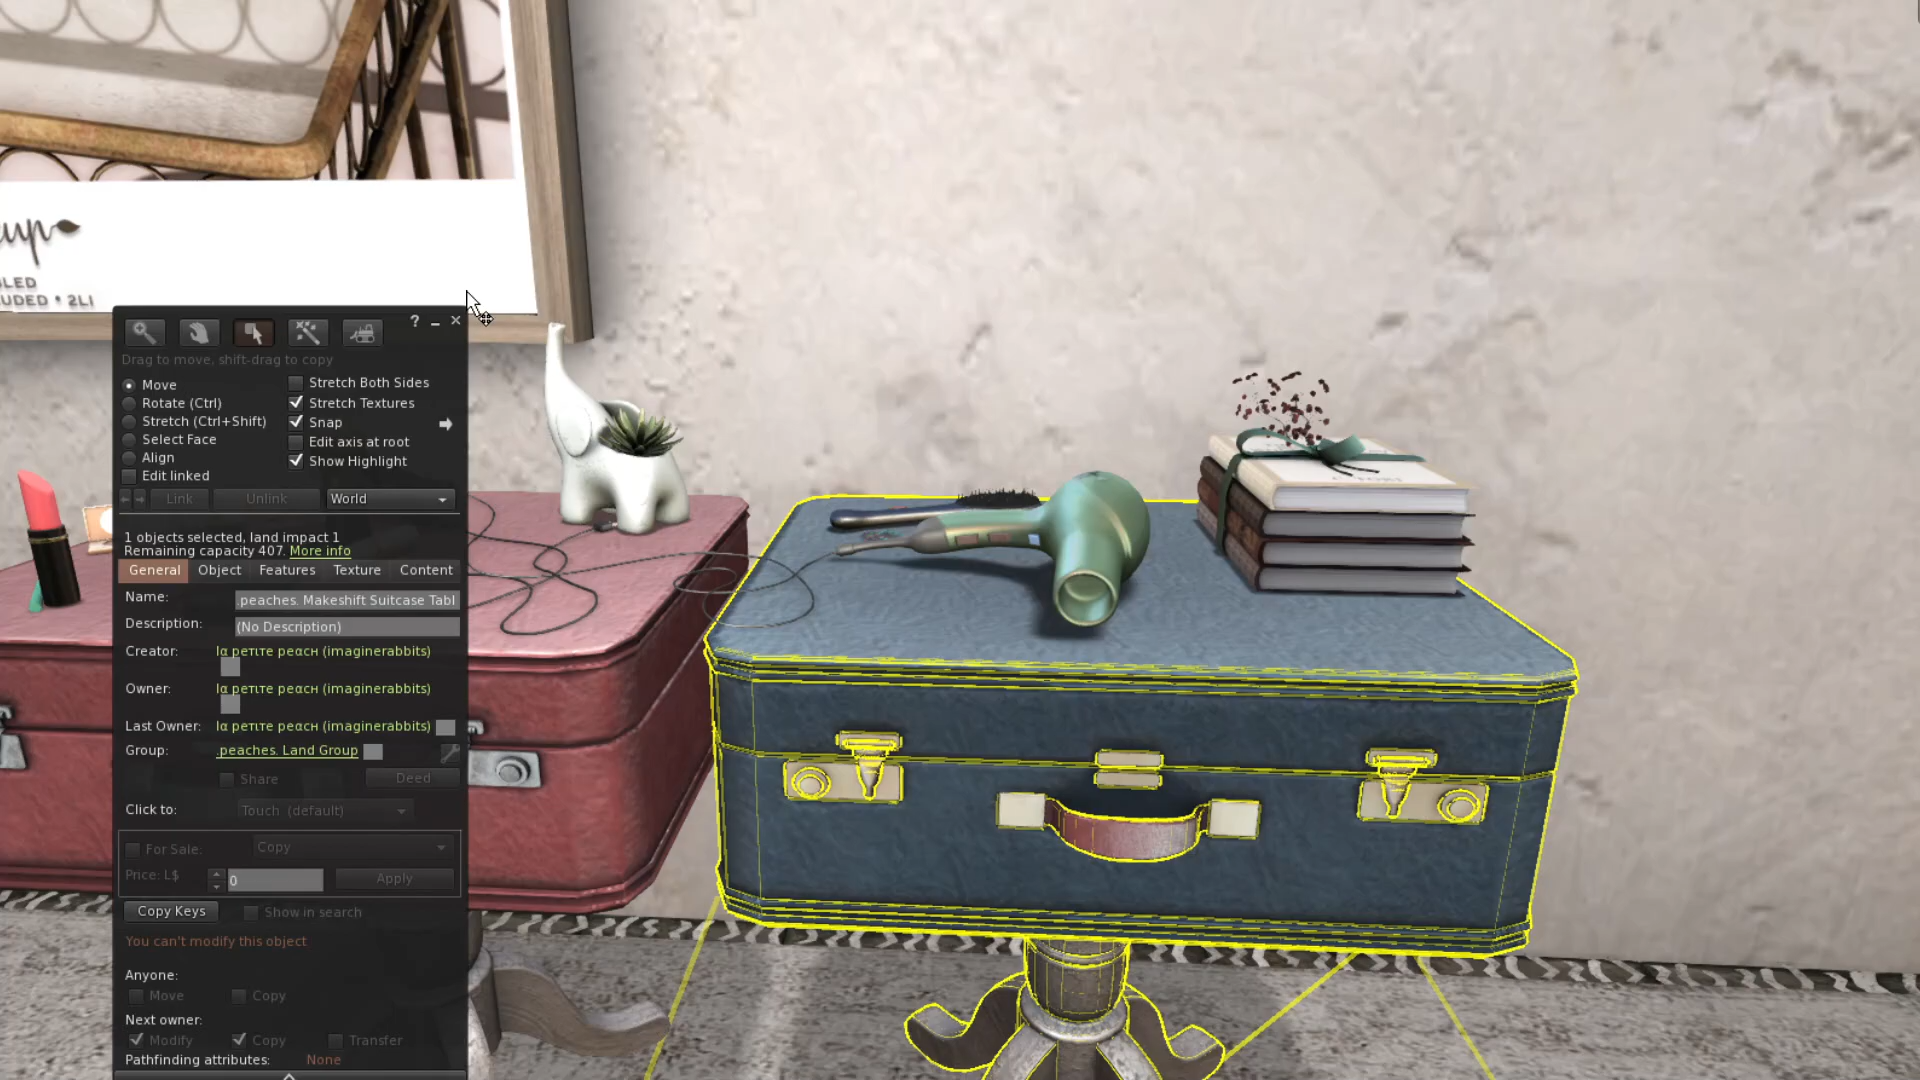 LED
UDED • 2LI
?
Drag to move, shift-drag to copy
Move
Rotate (Ctrl)
Stretch (Ctrl+Shift)
Select Face
Align
Edit linked
Stretch Both Sides
Stretch Textures
Snap
Edit axis at root
Show Highlight
Link Unlink World
1 objects selected, land impact 1
Remaining capacity 407. More info
General Object Features Texture Content
Name: peaches. Makeshift Suitcase Tabl
Description: (No Description)
Creator: lα peтιтe peαcн (imaginerabbits)
Owner: lα peтιтe peαcн (imaginerabbits)
Last Owner: lα peтιтe peαcн (imaginerabbits)
Group: .peaches. Land Group
Share Deed
Click to: Touch (default)
For Sale: Copy
Price: L$ 0 Apply
Copy Keys Show in search
You can't modify this object
Anyone:
Move Copy
Next owner:
Modify Copy Transfer
Pathfinding attributes: None